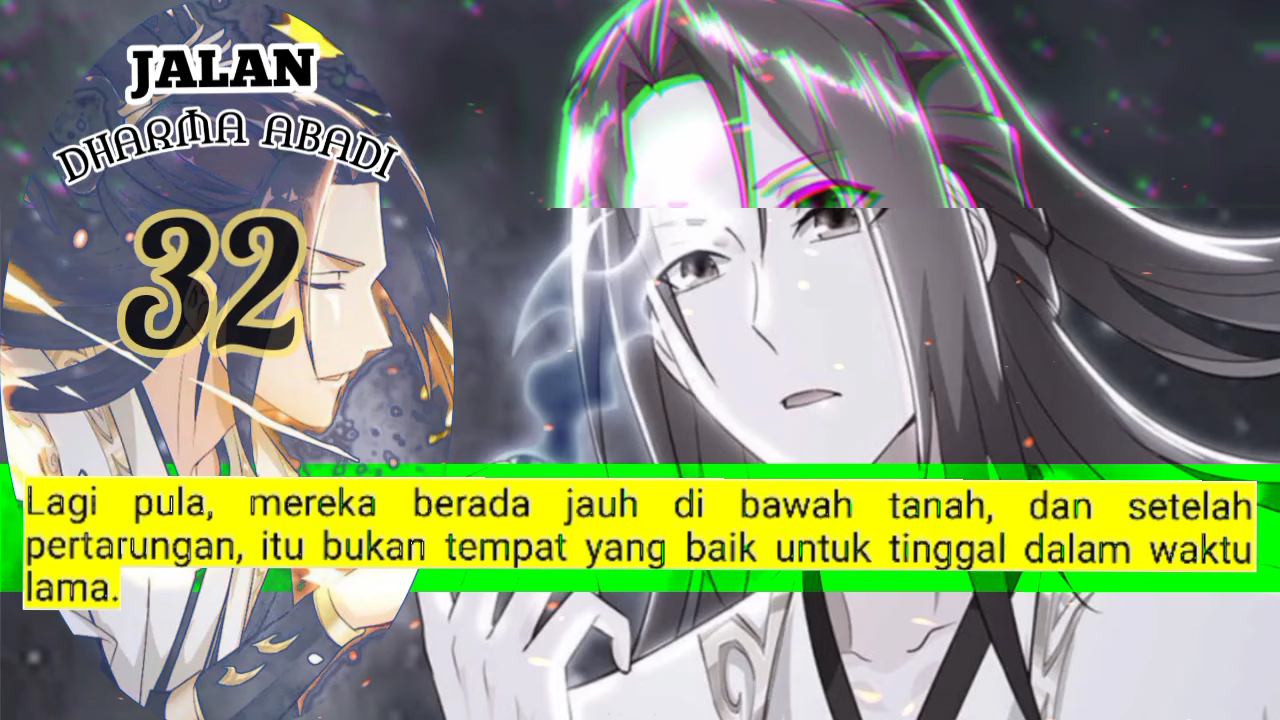 JALAN
DHARMA ABADI
32
Lagi pula, mereka berada jauh di bawah tanah, dan setelah
pertarungan, itu bukan tempat yang baik untuk tinggal dalam waktu
lama.